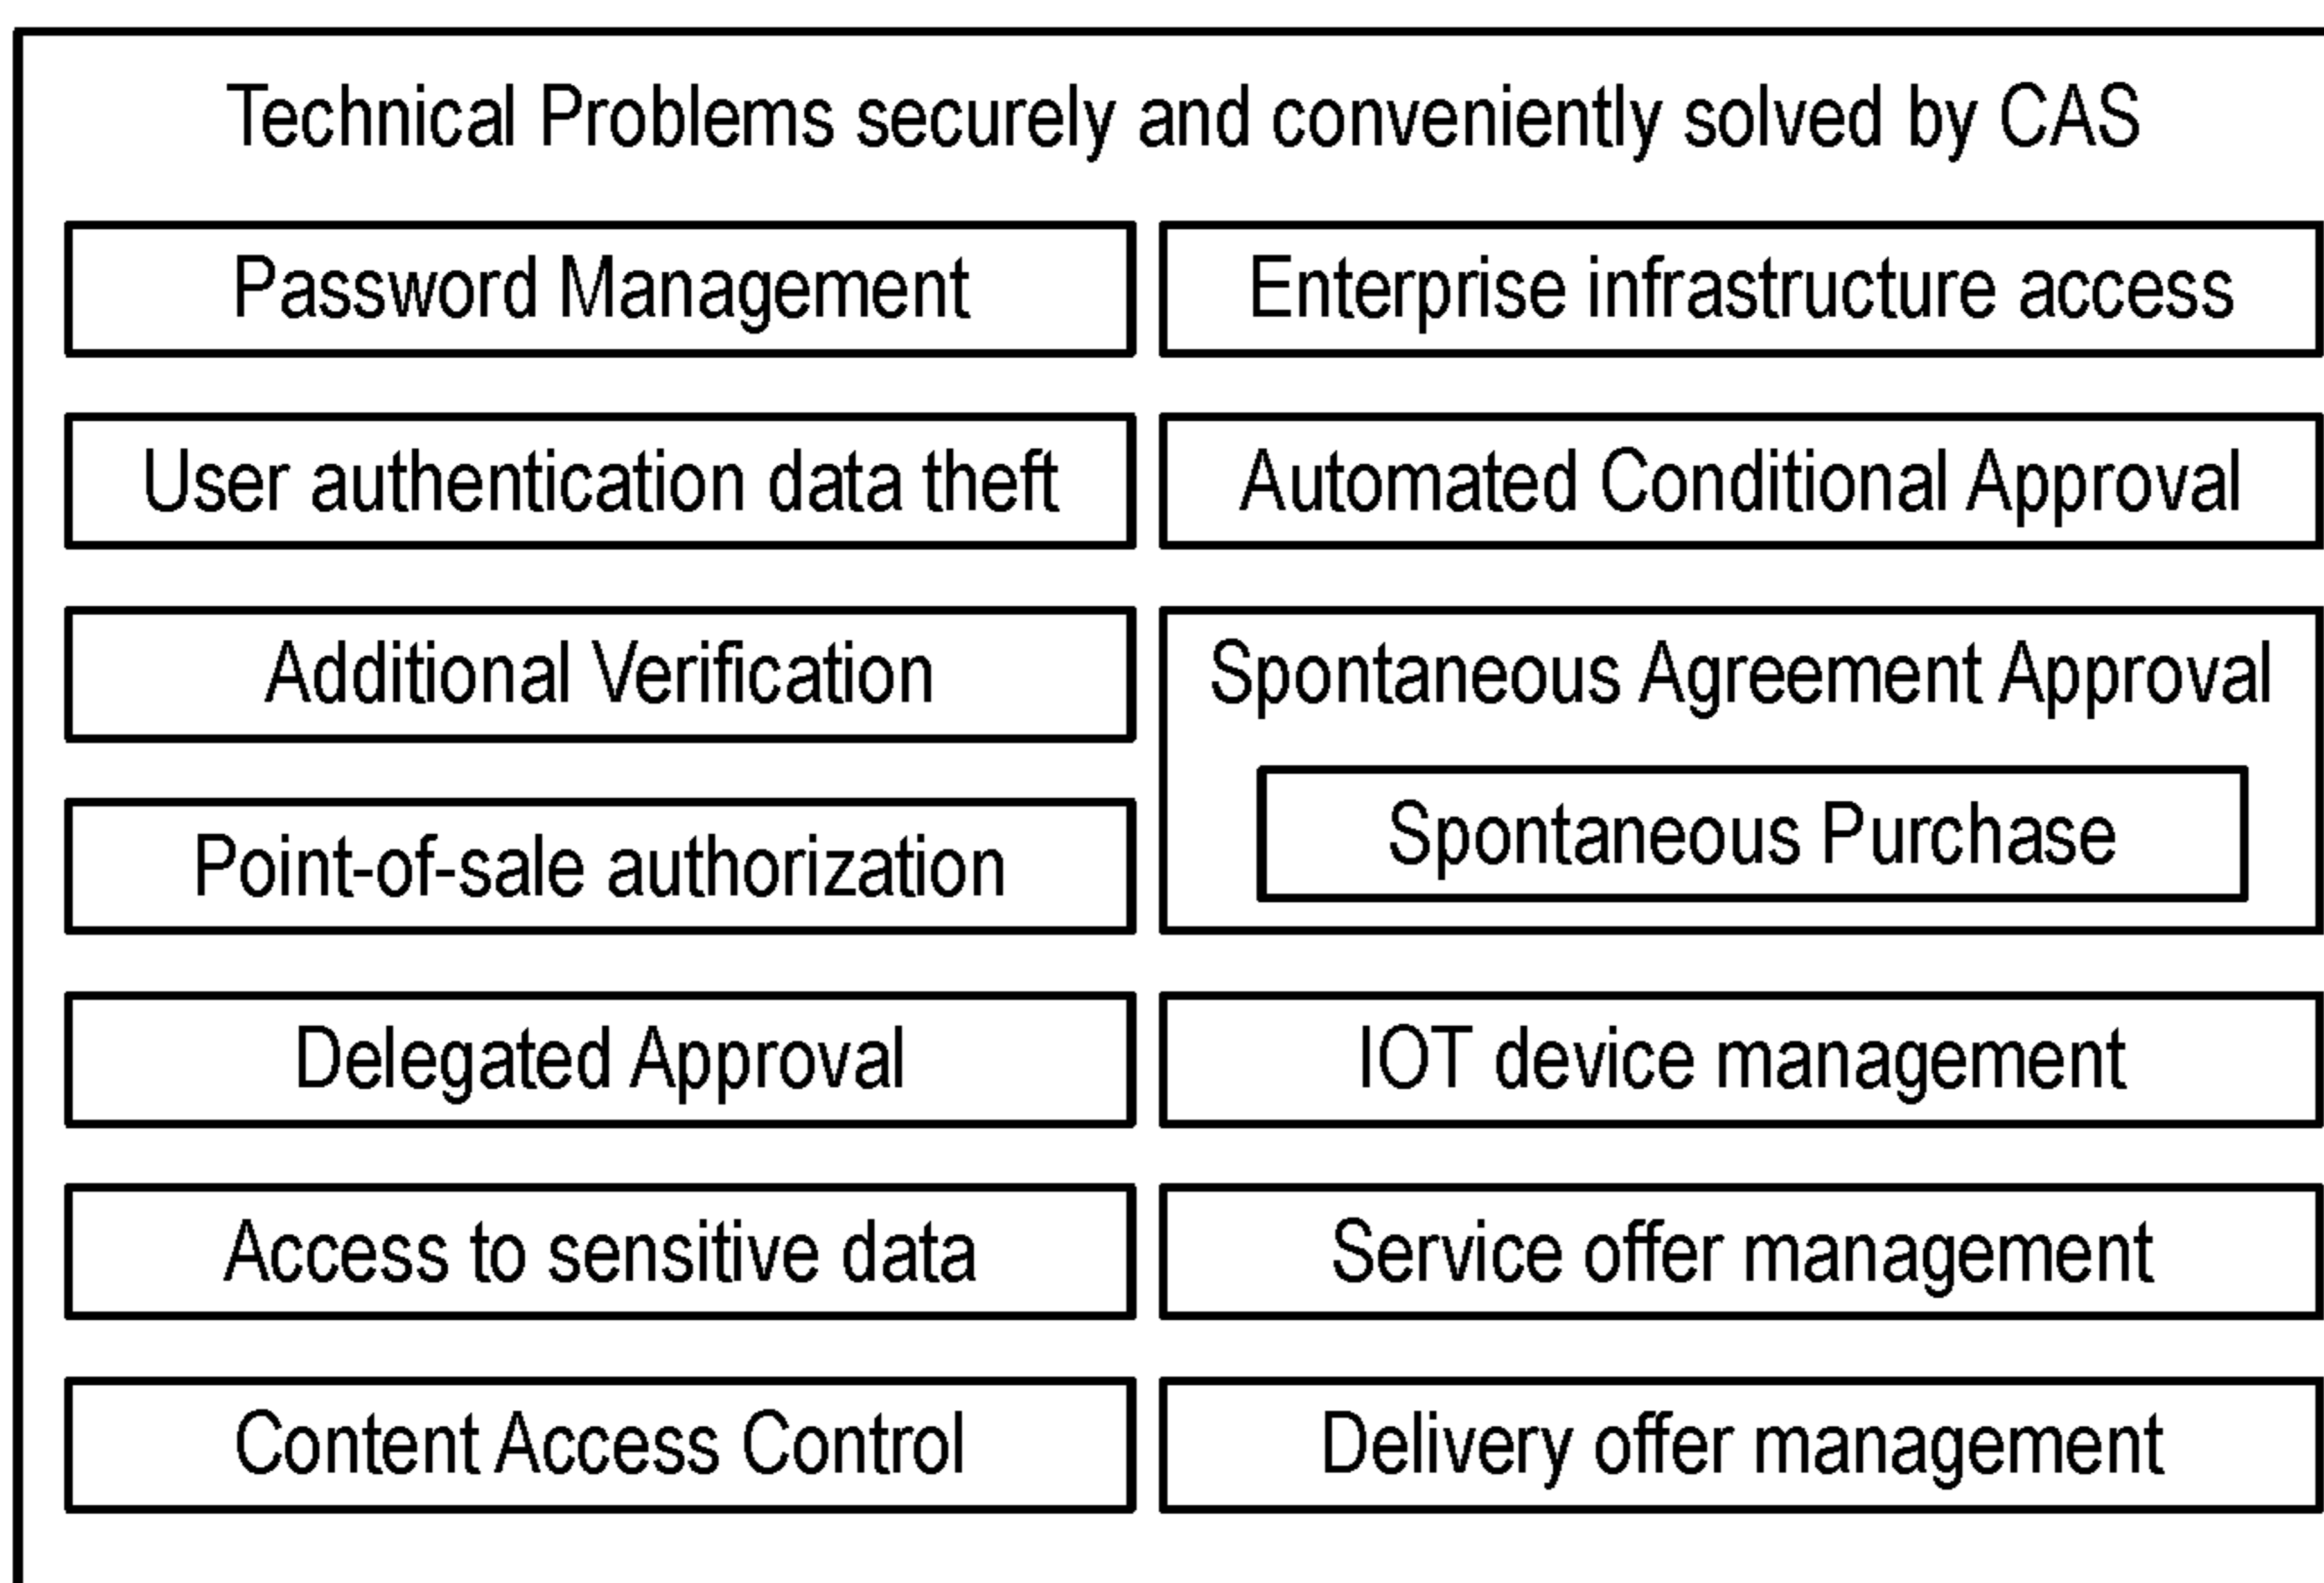 Technical Problems securely and conveniently solved by CAS
Password Management
Enterprise infrastructure access
User authentication data theft
Automated Conditional Approval
Additional Verification
Spontaneous Agreement Approval
Point-of-sale authorization
Spontaneous Purchase
Delegated Approval
IOT device management
Access to sensitive data
Service offer management
Content Access Control
Delivery offer management